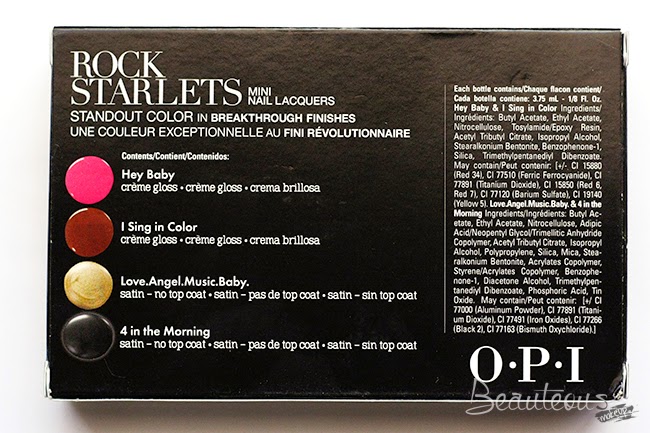 ROCK
STARLETS MINI
NAIL LACQUERS
STANDOUT COLOR IN BREAKTHROUGH FINISHES
UNE COULEUR EXCEPTIONNELLE AU FINI RÉVOLUTIONNAIRE
Contents/Contient/Contenidos:
Hey Baby
crème gloss • crème gloss • crema brillosa
I Sing in Color
crème gloss • crème gloss • crema brillosa
Love.Angel.Music.Baby.
satin – no top coat • satin – pas de top coat • satin – sin top coat
4 in the Morning
satin – no top coat • satin – pas de top coat • satin – sin top coat
Each bottle contains/Chaque flacon contient/
Cada botella contiene: 3.75 mL - 1/8 Fl. Oz.
Hey Baby & I Sing in Color Ingredients/
Ingrédients: Butyl Acetate, Ethyl Acetate,
Nitrocellulose, Tosylamide/Epoxy Resin,
Acetyl Tributyl Citrate, Isopropyl Alcohol,
Stearalkonium Bentonite, Benzophenone-1,
Silica, Trimethylpentanediyl Dibenzoate.
May contain/Peut contenir: [+/- CI 15880
(Red 34), CI 77510 (Ferric Ferrocyanide), CI
77891 (Titanium Dioxide), CI 15850 (Red 6,
Red 7), CI 77120 (Barium Sulfate), CI 19140
(Yellow 5). Love.Angel.Music.Baby. & 4 in the
Morning Ingredients/Ingrédients: Butyl Ac-
etate, Ethyl Acetate, Nitrocellulose, Adipic
Acid/Neopentyl Glycol/Trimellitic Anhydride
Copolymer, Acetyl Tributyl Citrate, Isopropyl
Alcohol, Polypropylene, Silica, Mica, Stear-
alkonium Bentonite, Acrylates Copolymer,
Styrene/Acrylates Copolymer, Benzophe-
none-1, Diacetone Alcohol, Trimethylpen-
tanediyl Dibenzoate, Phosphoric Acid, Tin
Oxide. May contain/Peut contenir: [+/- CI
77000 (Aluminum Powder), CI 77891 (Titani-
um Dioxide), CI 77491 (Iron Oxides), CI 77266
(Black 2), CI 77163 (Bismuth Oxychloride).]
O•P•I
Beauteous
makeup